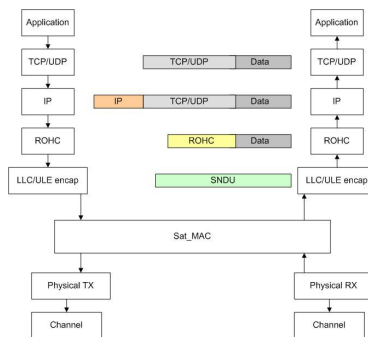 Application
Application
TCP/UDP
TCP/UDP Data
TCP/UDP
IP
IP TCP/UDP Data
IP
ROHC
ROHC Data
ROHC
LLC/ULE encap
SNDU
LLC/ULE encap
Sat_MAC
Physical TX
Physical RX
Channel
Channel